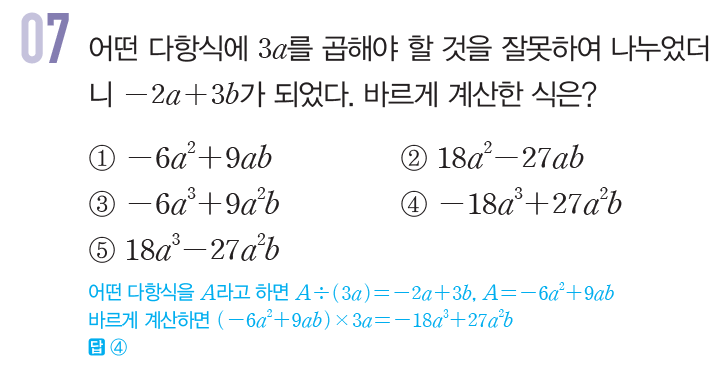 07 어떤 다항식에 3a를 곱해야 할 것을 잘못하여 나누었더
니 −2a+3b가 되었다. 바르게 계산한 식은?
① −6a²+9ab ② 18a²−27ab
③ −6a³+9a²b ④ −18a³+27a²b
⑤ 18a³−27a²b
어떤 다항식을 A라고 하면 A÷(3a)=−2a+3b, A=−6a²+9ab
바르게 계산하면 (−6a²+9ab)×3a=−18a³+27a²b
답 ④